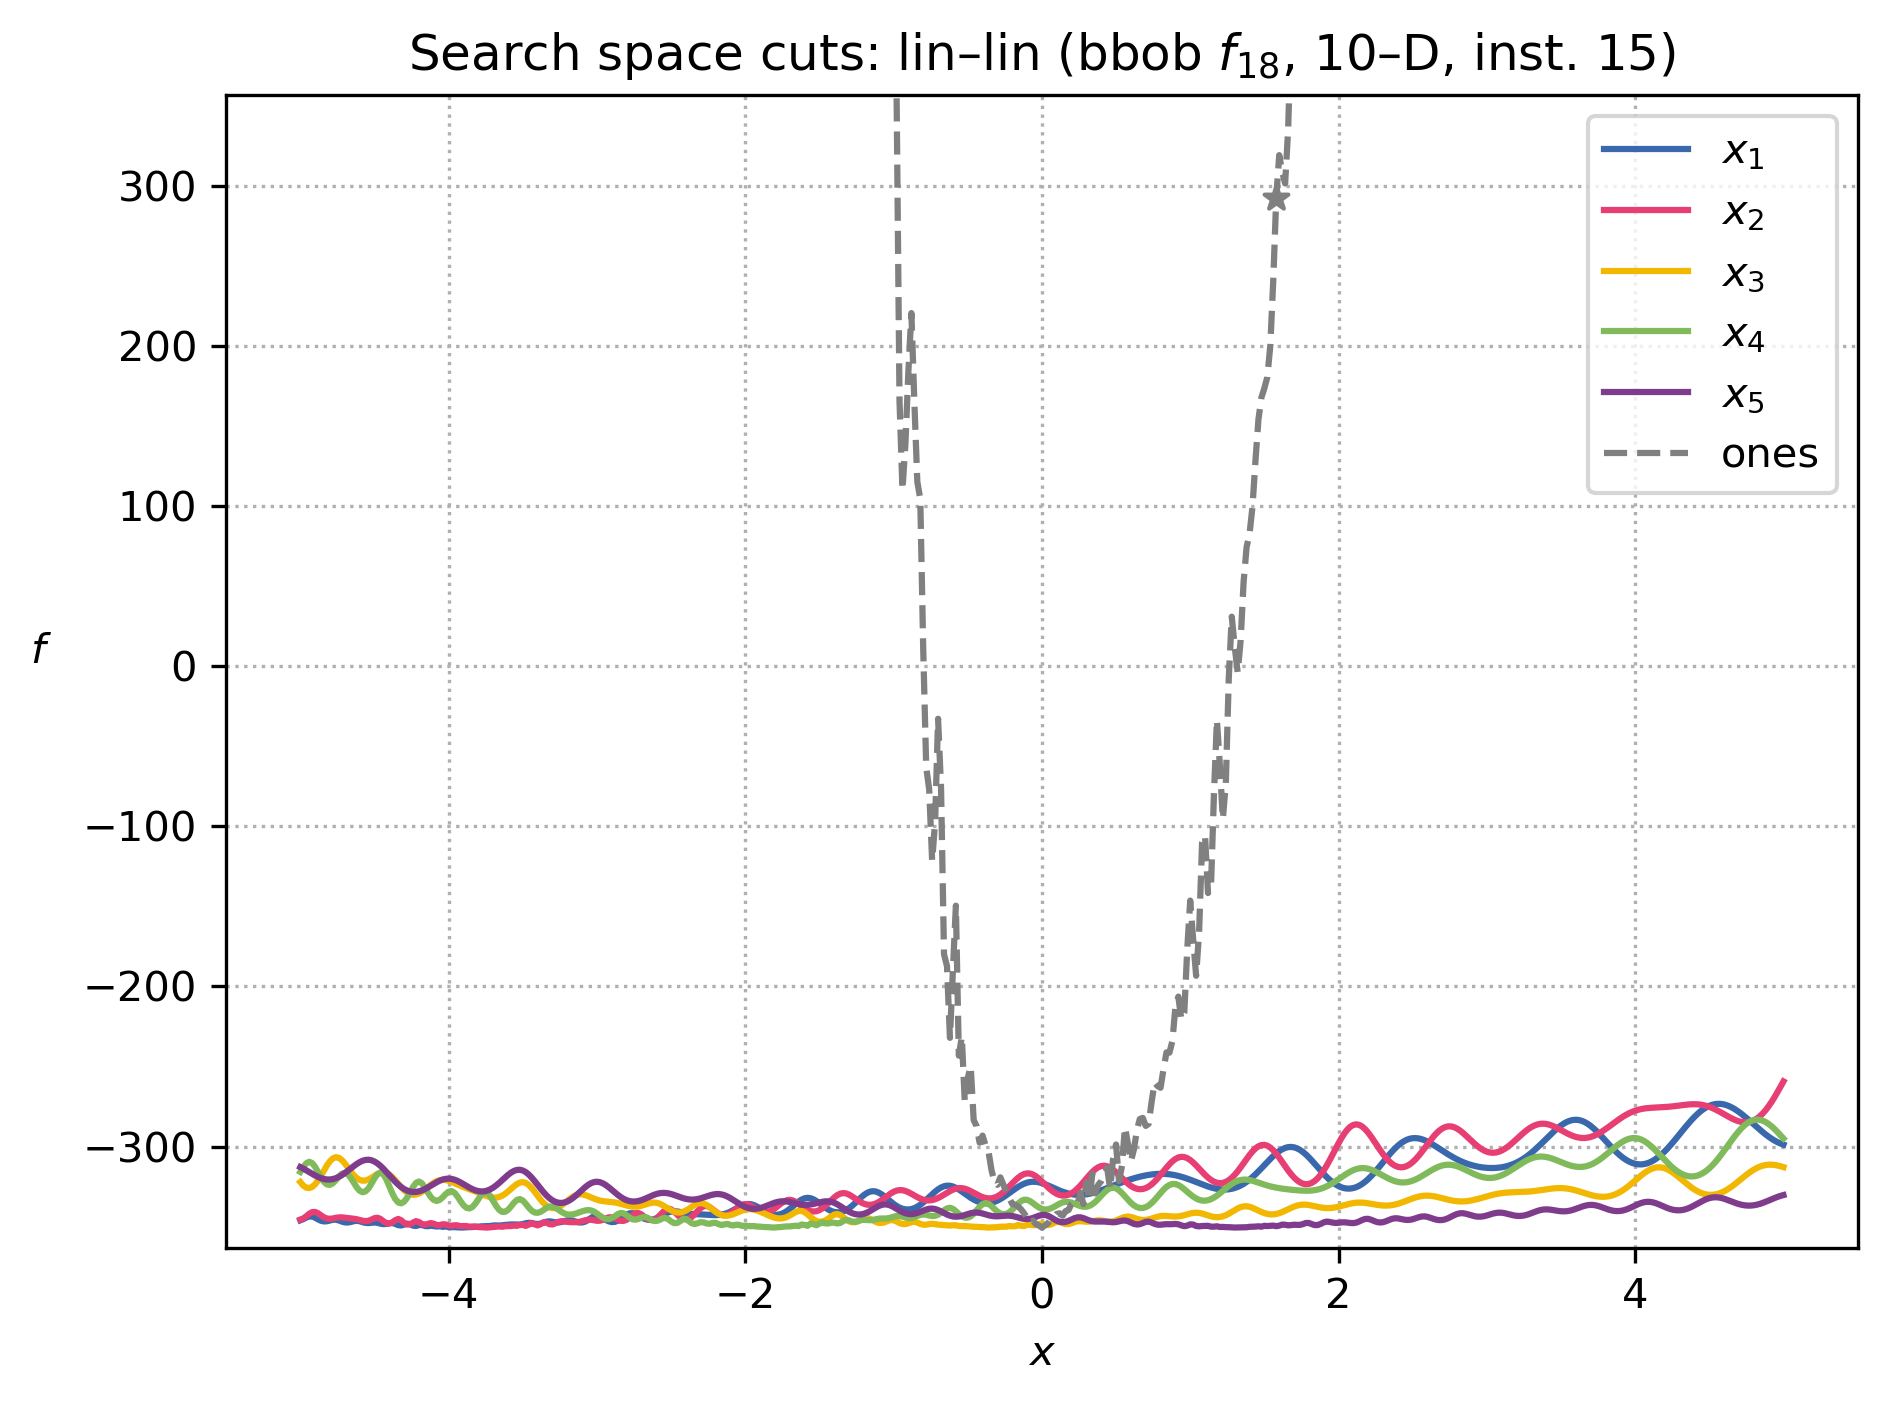 Search space cuts: lin–lin (bbob f₁₈, 10–D, inst. 15)
300
200
100
0
−100
−200
−300
f
−4
−2
0
2
4
x
x₁
x₂
x₃
x₄
x₅
ones